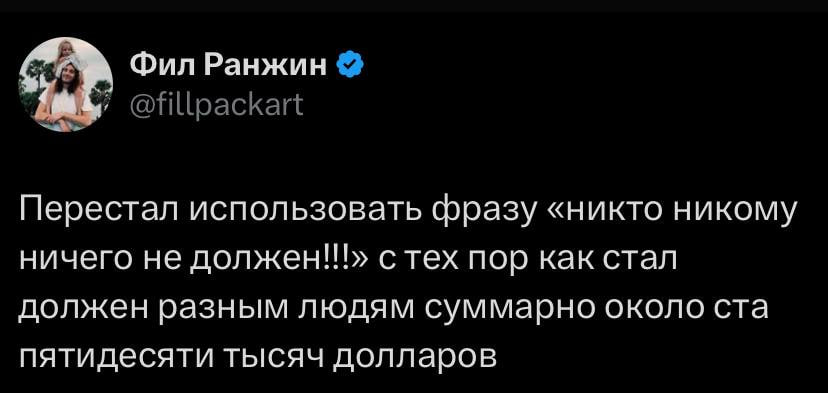 Фил Ранжин
@fillpackart
Перестал использовать фразу «никто никому
ничего не должен!!!» с тех пор как стал
должен разным людям суммарно около ста
пятидесяти тысяч долларов